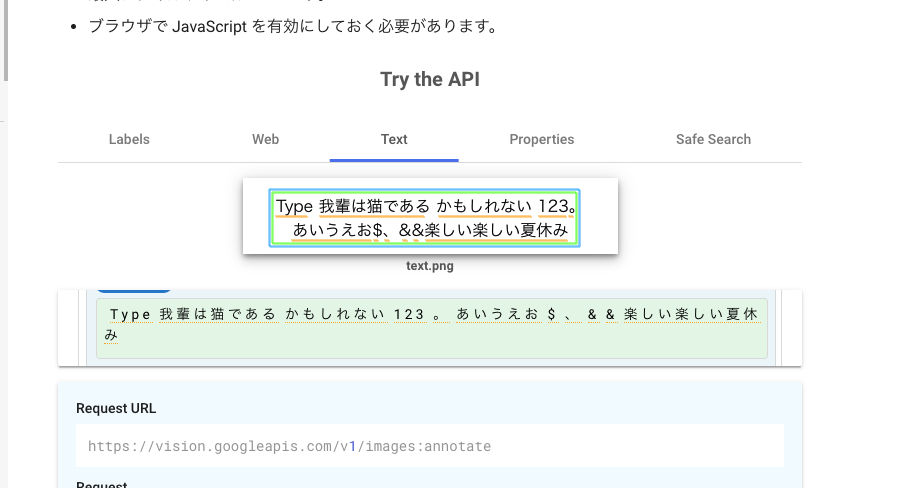 ブラウザで JavaScript を有効にしておく必要があります。
Try the API
Labels Web Text Properties Safe Search
Type 我輩は猫である かもしれない 123。
あいうえお$、&&楽しい楽しい夏休み
text.png
Type 我輩は猫である かもしれない 123 。 あいうえお $ 、 & & 楽しい楽しい夏休
み
Request URL
https://vision.googleapis.com/v1/images:annotate
Request